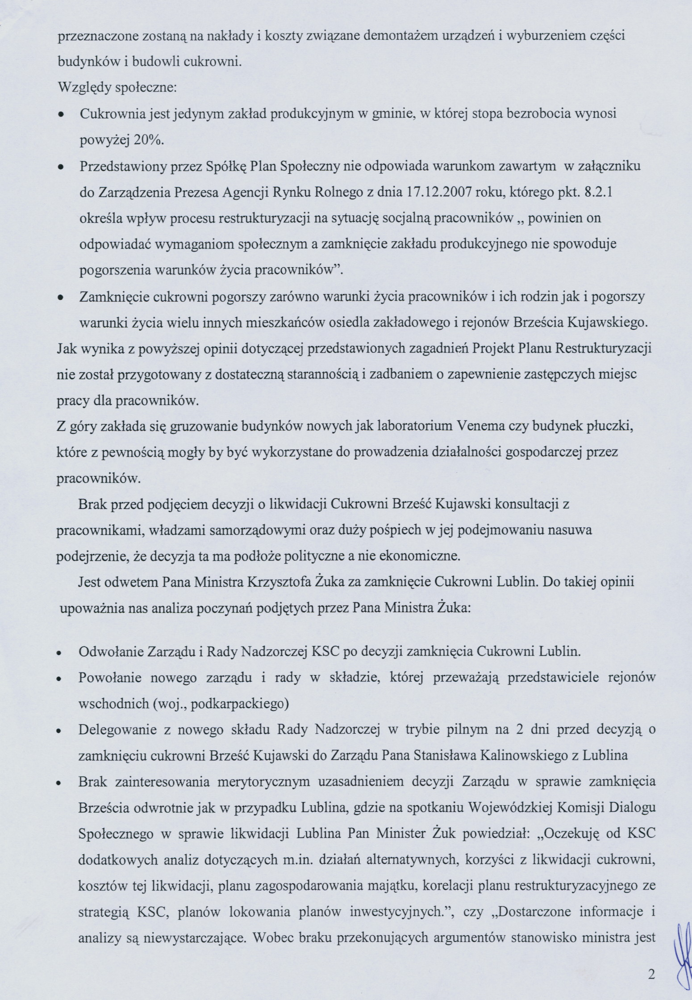 przeznaczone zostaną na nakłady i koszty związane demontażem urządzeń i wyburzeniem części
budynków i budowli cukrowni.
Względy społeczne:
• Cukrownia jest jedynym zakład produkcyjnym w gminie, w której stopa bezrobocia wynosi
powyżej 20%.
• Przedstawiony przez Spółkę Plan Społeczny nie odpowiada warunkom zawartym w załączniku
do Zarządzenia Prezesa Agencji Rynku Rolnego z dnia 17.12.2007 roku, którego pkt. 8.2.1
określa wpływ procesu restrukturyzacji na sytuację socjalną pracowników ,, powinien on
odpowiadać wymaganiom społecznym a zamknięcie zakładu produkcyjnego nie spowoduje
pogorszenia warunków życia pracowników”.
• Zamknięcie cukrowni pogorszy zarówno warunki życia pracowników i ich rodzin jak i pogorszy
warunki życia wielu innych mieszkańców osiedla zakładowego i rejonów Brześcia Kujawskiego.
Jak wynika z powyższej opinii dotyczącej przedstawionych zagadnień Projekt Planu Restrukturyzacji
nie został przygotowany z dostateczną starannością i zadbaniem o zapewnienie zastępczych miejsc
pracy dla pracowników.
Z góry zakłada się gruzowanie budynków nowych jak laboratorium Venema czy budynek płuczki,
które z pewnością mogły by być wykorzystane do prowadzenia działalności gospodarczej przez
pracowników.
Brak przed podjęciem decyzji o likwidacji Cukrowni Brześć Kujawski konsultacji z
pracownikami, władzami samorządowymi oraz duży pośpiech w jej podejmowaniu nasuwa
podejrzenie, że decyzja ta ma podłoże polityczne a nie ekonomiczne.
Jest odwetem Pana Ministra Krzysztofa Żuka za zamknięcie Cukrowni Lublin. Do takiej opinii
upoważnia nas analiza poczynań podjętych przez Pana Ministra Żuka:
• Odwołanie Zarządu i Rady Nadzorczej KSC po decyzji zamknięcia Cukrowni Lublin.
• Powołanie nowego zarządu i rady w składzie, której przeważają przedstawiciele rejonów
wschodnich (woj., podkarpackiego)
• Delegowanie z nowego składu Rady Nadzorczej w trybie pilnym na 2 dni przed decyzją o
zamknięciu cukrowni Brześć Kujawski do Zarządu Pana Stanisława Kalinowskiego z Lublina
• Brak zainteresowania merytorycznym uzasadnieniem decyzji Zarządu w sprawie zamknięcia
Brześcia odwrotnie jak w przypadku Lublina, gdzie na spotkaniu Wojewódzkiej Komisji Dialogu
Społecznego w sprawie likwidacji Lublina Pan Minister Żuk powiedział: „Oczekuję od KSC
dodatkowych analiz dotyczących m.in. działań alternatywnych, korzyści z likwidacji cukrowni,
kosztów tej likwidacji, planu zagospodarowania majątku, korelacji planu restrukturyzacyjnego ze
strategią KSC, planów lokowania planów inwestycyjnych.”, czy „Dostarczone informacje i
analizy są niewystarczające. Wobec braku przekonujących argumentów stanowisko ministra jest
2